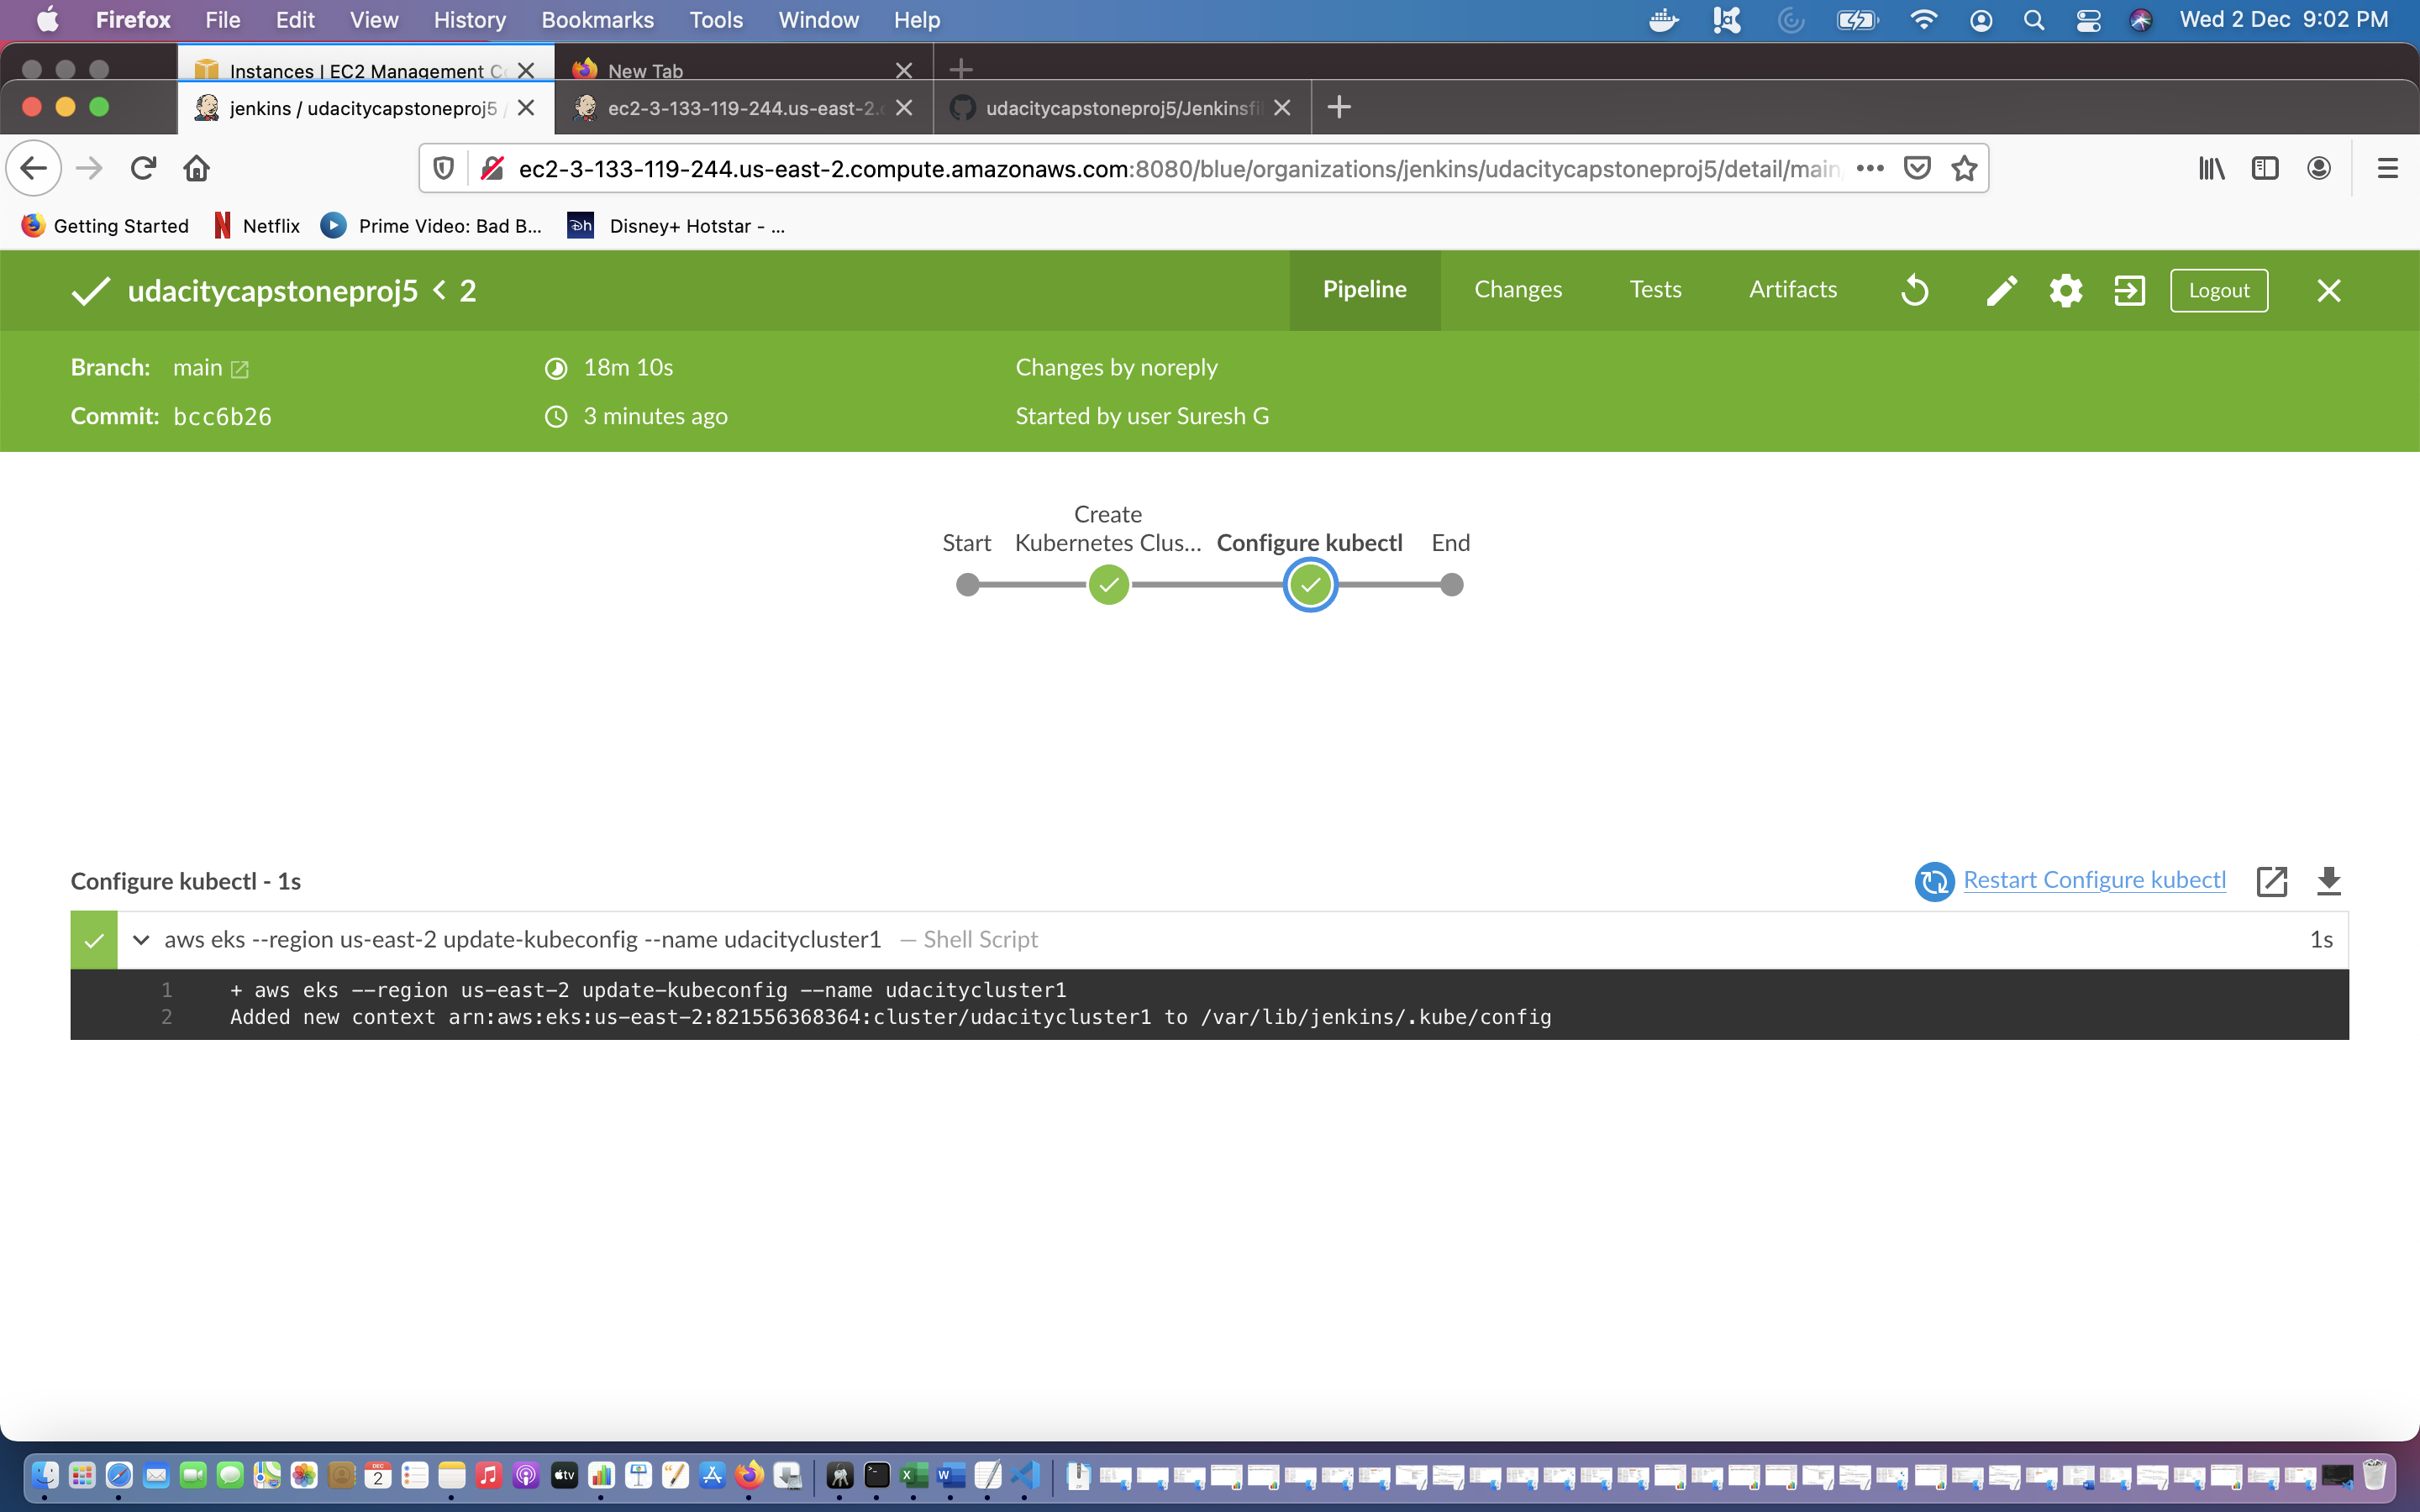 Firefox File Edit View History Bookmarks Tools Window Help Wed 2 Dec 9:02 PM
Instances | EC2 Management C New Tab
jenkins / udacitycapstoneproj5 / ec2-3-133-119-244.us-east-2. udacitycapstoneproj5/Jenkinsfi
ec2-3-133-119-244.us-east-2.compute.amazonaws.com:8080/blue/organizations/jenkins/udacitycapstoneproj5/detail/main
Getting Started Netflix Prime Video: Bad B... Disney+ Hotstar - ...
udacitycapstoneproj5 < 2 Pipeline Changes Tests Artifacts Logout
Branch: main 18m 10s Changes by noreply
Commit: bcc6b26 3 minutes ago Started by user Suresh G
Create
Start Kubernetes Clus... Configure kubectl End
Configure kubectl - 1s Restart Configure kubectl
aws eks --region us-east-2 update-kubeconfig --name udacitycluster1 — Shell Script 1s
1 + aws eks --region us-east-2 update-kubeconfig --name udacitycluster1
2 Added new context arn:aws:eks:us-east-2:821556368364:cluster/udacitycluster1 to /var/lib/jenkins/.kube/config